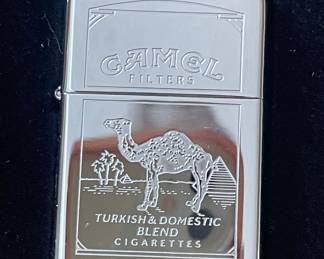 CAMEL
FILTERS
TURKISH & DOMESTIC
BLEND
CIGARETTES